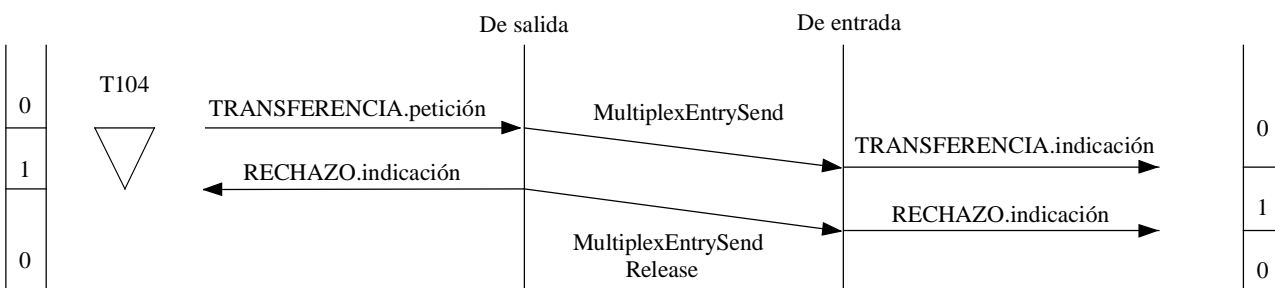 De salida
De entrada
T104
0
TRANSFERENCIA.petición
MultiplexEntrySend
0
TRANSFERENCIA.indicación
1
RECHAZO.indicación
RECHAZO.indicación
1
MultiplexEntrySend
Release
0
0